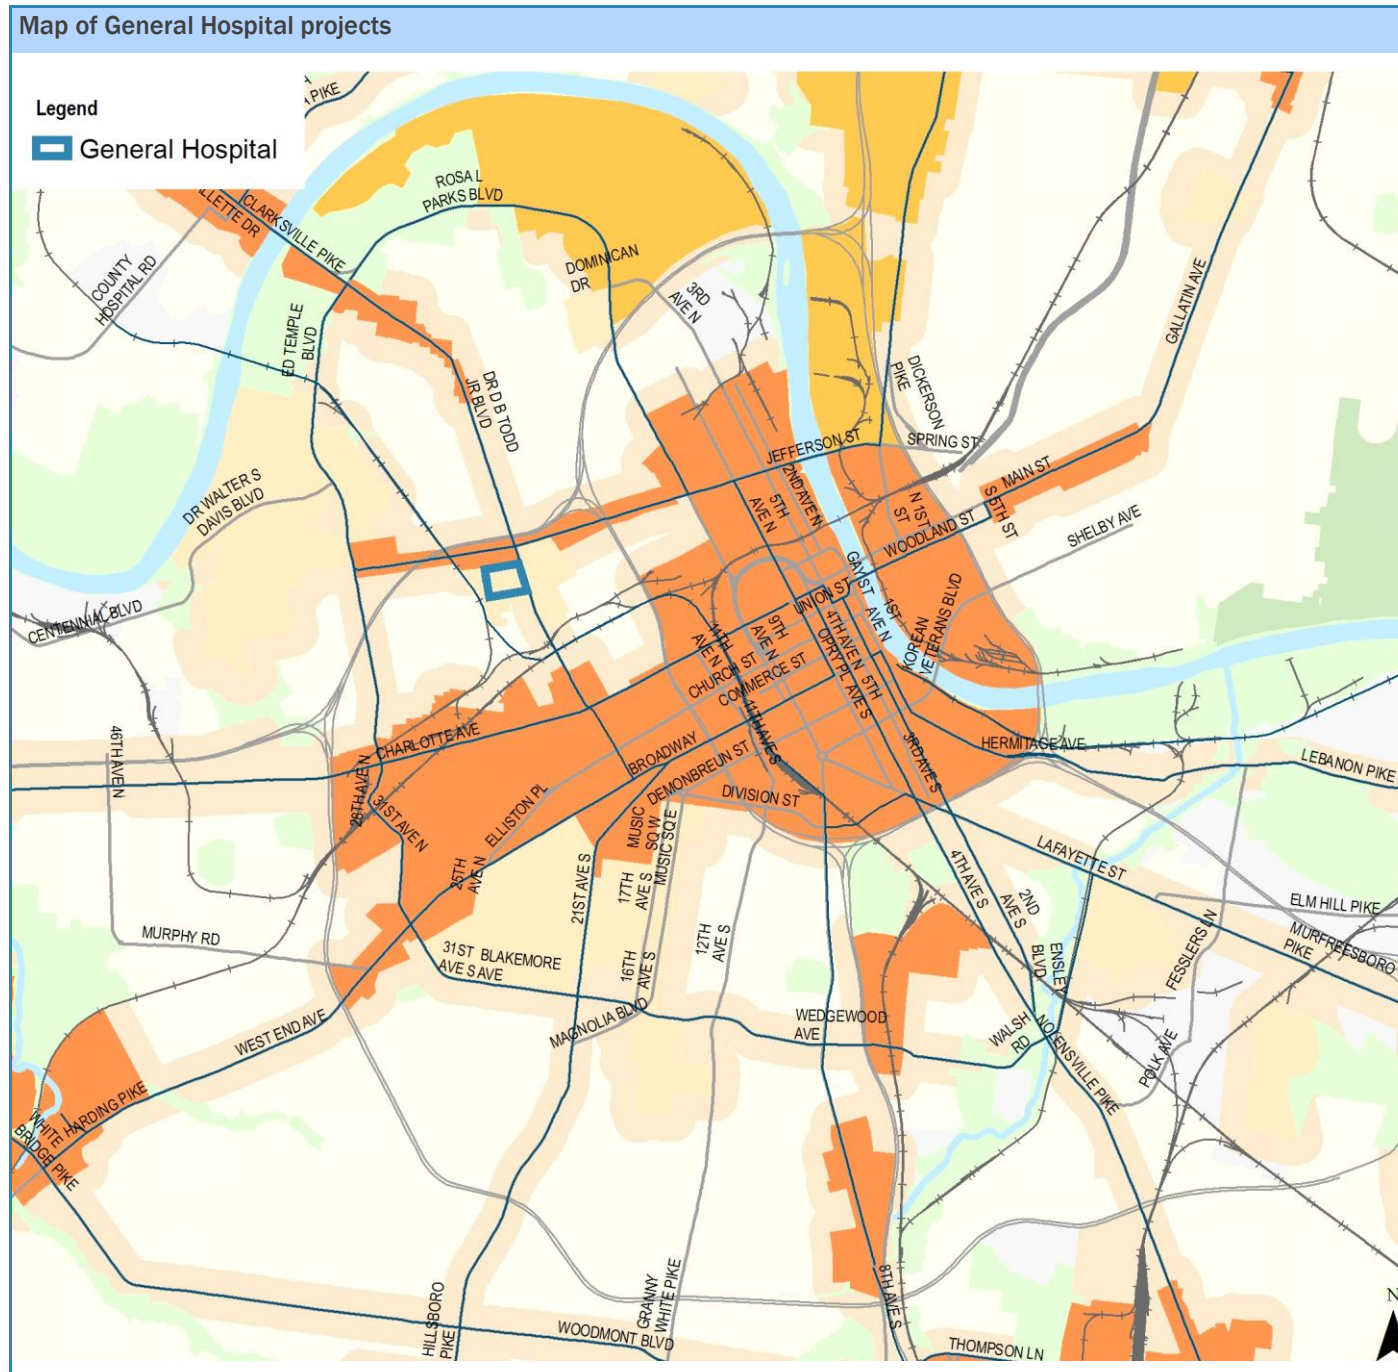 Map of General Hospital projects
Legend
General Hospital
PIKE
ROSA L
PARKS BLVD
CLARKSVILLE PIKE
DR
COUNTY
HOSPITAL RD
DOMINICAN
DR
3RD
AVE N
ED TEMPLE
BLVD
DR D B TODD
JR BLVD
GALLATIN AVE
DICKERSON
PIKE
SPRING ST
JEFFERSON ST
MAIN ST
2ND AVE N
5TH
AVE N
N 1ST
ST
S 5TH ST
WOODLAND ST
SHELBY AVE
DR WALTER S
DAVIS BLVD
CENTENNIAL BLVD
GAY ST
1ST
AVE N
UNION ST
KOREAN
VETERANS BLVD
4TH AVE N
OPRY PL
5TH
AVE S
9TH
AVE N
14TH
AVE N
CHURCH ST
COMMERCE ST
11TH AVE S
BROADWAY
DEMONBREUN ST
DIVISION ST
3RD AVE S
HERMITAGE AVE
LEBANON PIKE
46TH AVE N
CHARLOTTE AVE
28TH AVE N
31ST AVE N
ELLISTON PL
25TH
AVE N
MUSIC
SQ W
MUSIC SQ E
21ST AVE S
17TH
AVE S
16TH
AVE S
12TH
AVE S
LAFAYETTE ST
4TH AVE S
2ND
AVE S
ELM HILL PIKE
MURFREESBORO
PIKE
FESSLERS LN
ENSLEY
BLVD
MURPHY RD
31ST
AVE S
BLAKEMORE
AVE
MAGNOLIA BLVD
WEDGEWOOD
AVE
WALSH
RD
NOLENSVILLE PIKE
POLK AVE
WEST END AVE
HARDING PIKE
WHITE
BRIDGE PIKE
HILLSBORO
PIKE
GRANNY
WHITE PIKE
WOODMONT BLVD
8TH AVE S
THOMPSON LN
N